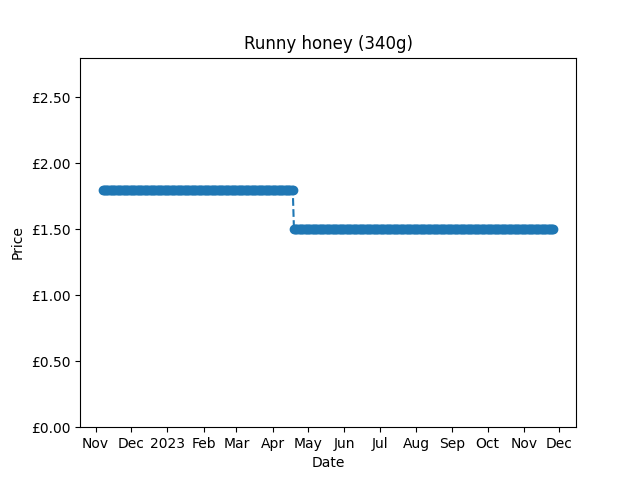 Runny honey (340g)
£2.50
£2.00
£1.50
£1.00
£0.50
£0.00
Price
Nov Dec 2023 Feb Mar Apr May Jun Jul Aug Sep Oct Nov Dec
Date